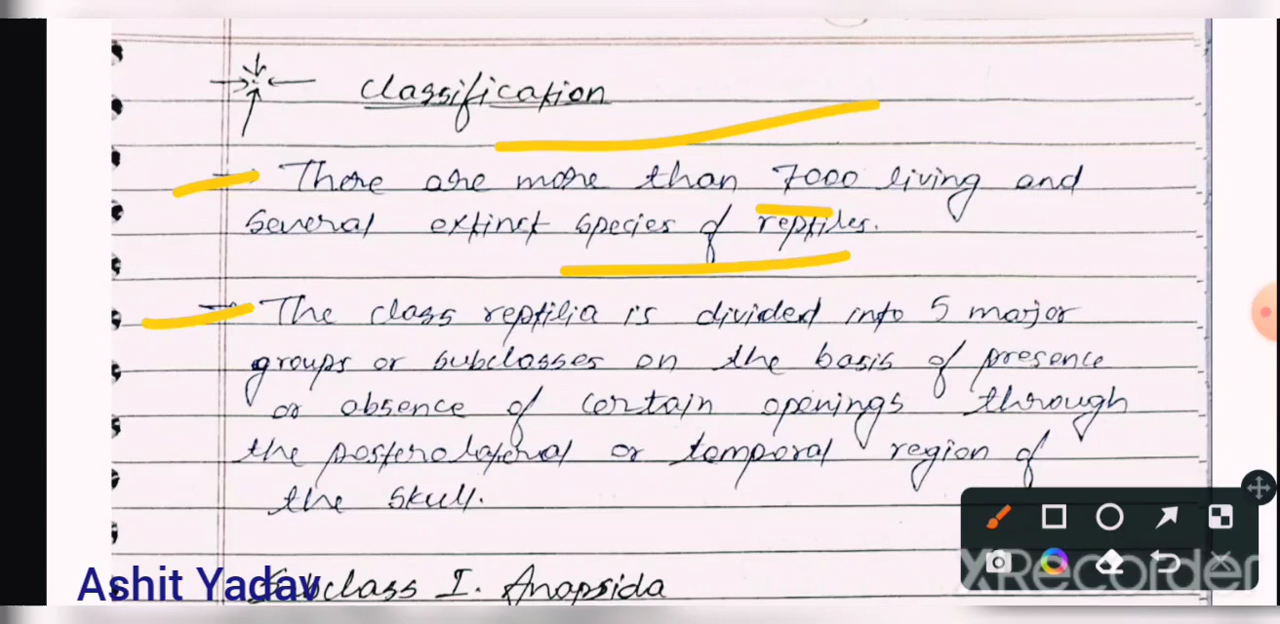 Classification
There are more than 7000 living and
several extinct species of reptiles.
The class reptilia is divided into 5 major
groups or subclasses on the basis of presence
or absence of certain openings through
the posterolateral or temporal region of
the skull.
Subclass I. Anapsida
Ashit Yadav
XRecorder